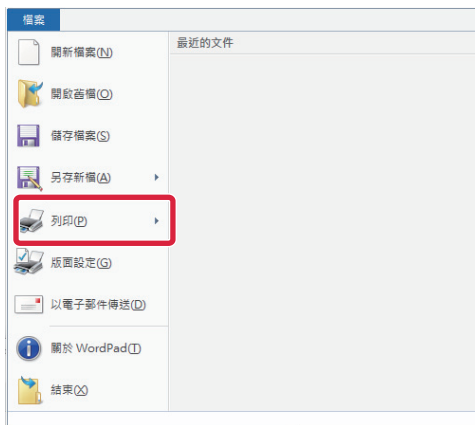 檔案
最近的文件
開新檔案(N)
開啟舊檔(O)
儲存檔案(S)
另存新檔(A)
列印(P)
版面設定(G)
以電子郵件傳送(D)
關於 WordPad(T)
結束(X)